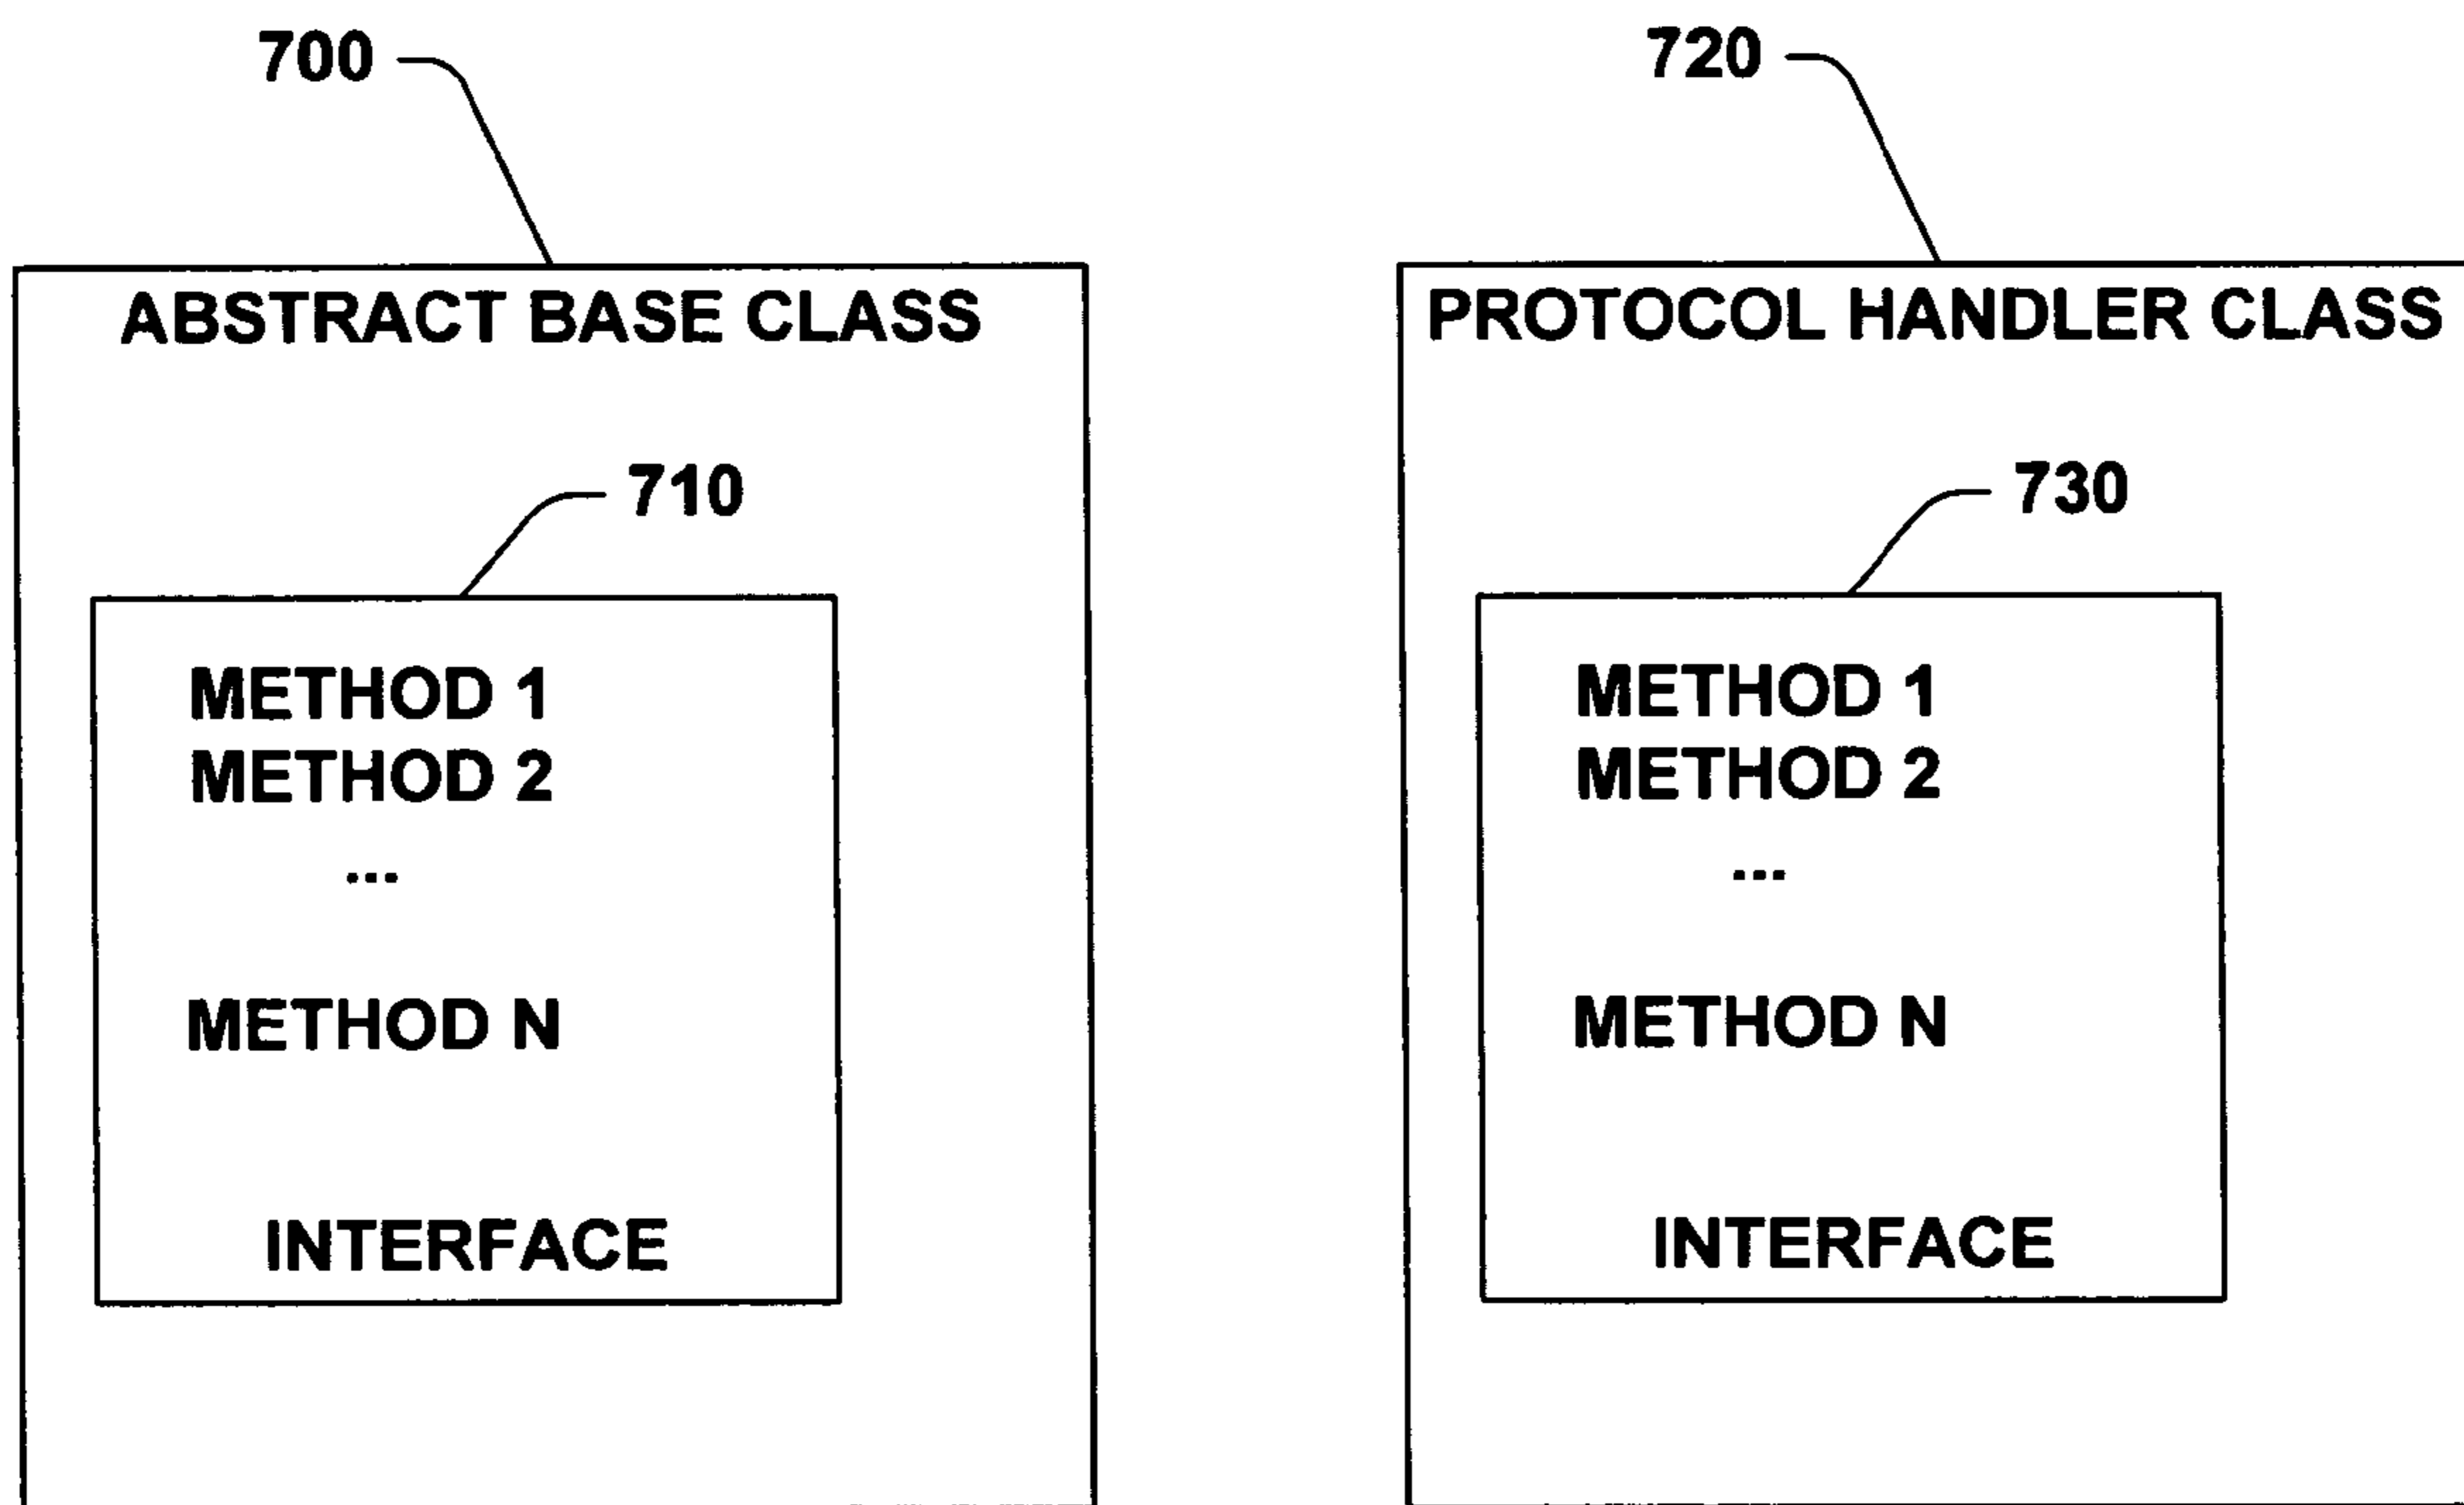 700
720
ABSTRACT BASE CLASS
PROTOCOL HANDLER CLASS
710
730
METHOD 1
METHOD 2
...
METHOD N
INTERFACE
METHOD 1
METHOD 2
...
METHOD N
INTERFACE